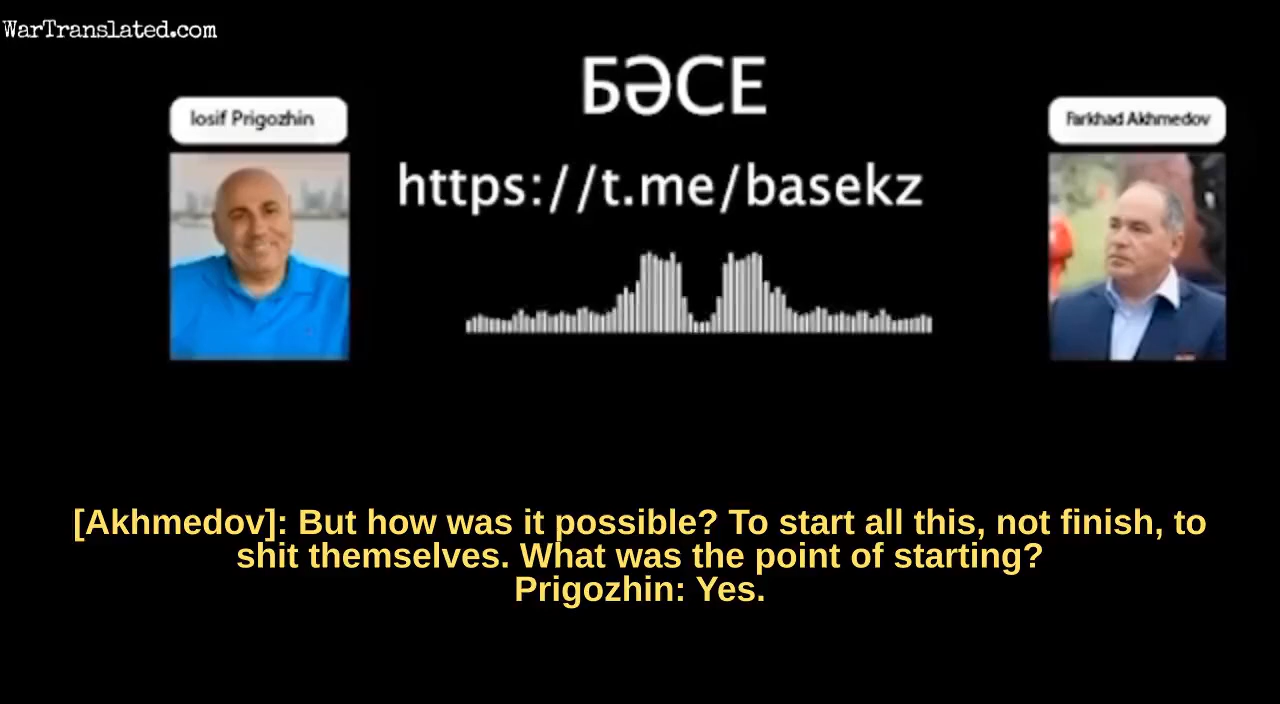 WarTranslated.com
БӘСЕ
Iosif Prigozhin
Farkhad Akhmedov
https://t.me/basekz
[Akhmedov]: But how was it possible? To start all this, not finish, to
shit themselves. What was the point of starting?
Prigozhin: Yes.